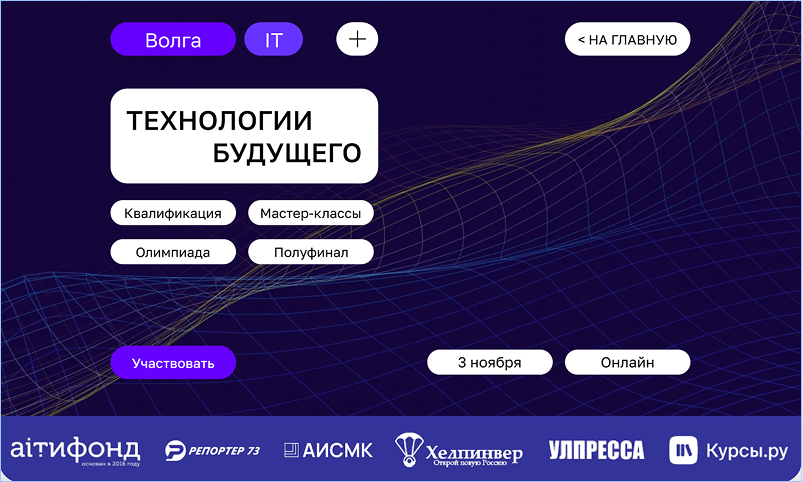 Волга IT + < НА ГЛАВНУЮ
ТЕХНОЛОГИИ
БУДУЩЕГО
Квалификация Мастер-классы
Олимпиада Полуфинал
Участвовать 3 ноября Онлайн
аітифонд
основан в 2016 году
РЕПОРТЕР 73
АИСМК
Хелпинвер
Открой новую Россию
УЛПРЕССА
Курсы.ру